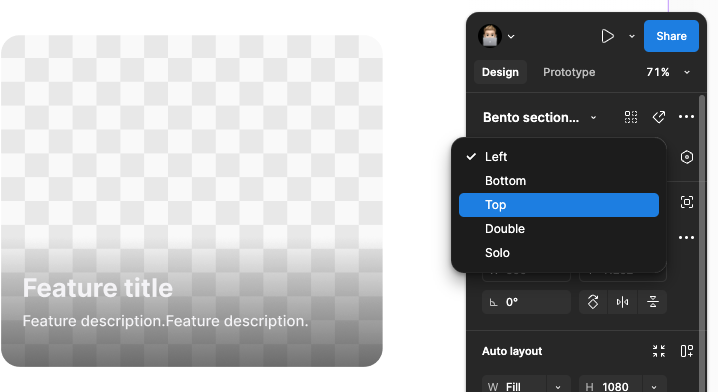 Share
Design
Prototype
71%
Bento section...
Left
Bottom
Top
Double
Solo
0°
Auto layout
W Fill
H 1080
Feature title
Feature description.Feature description.